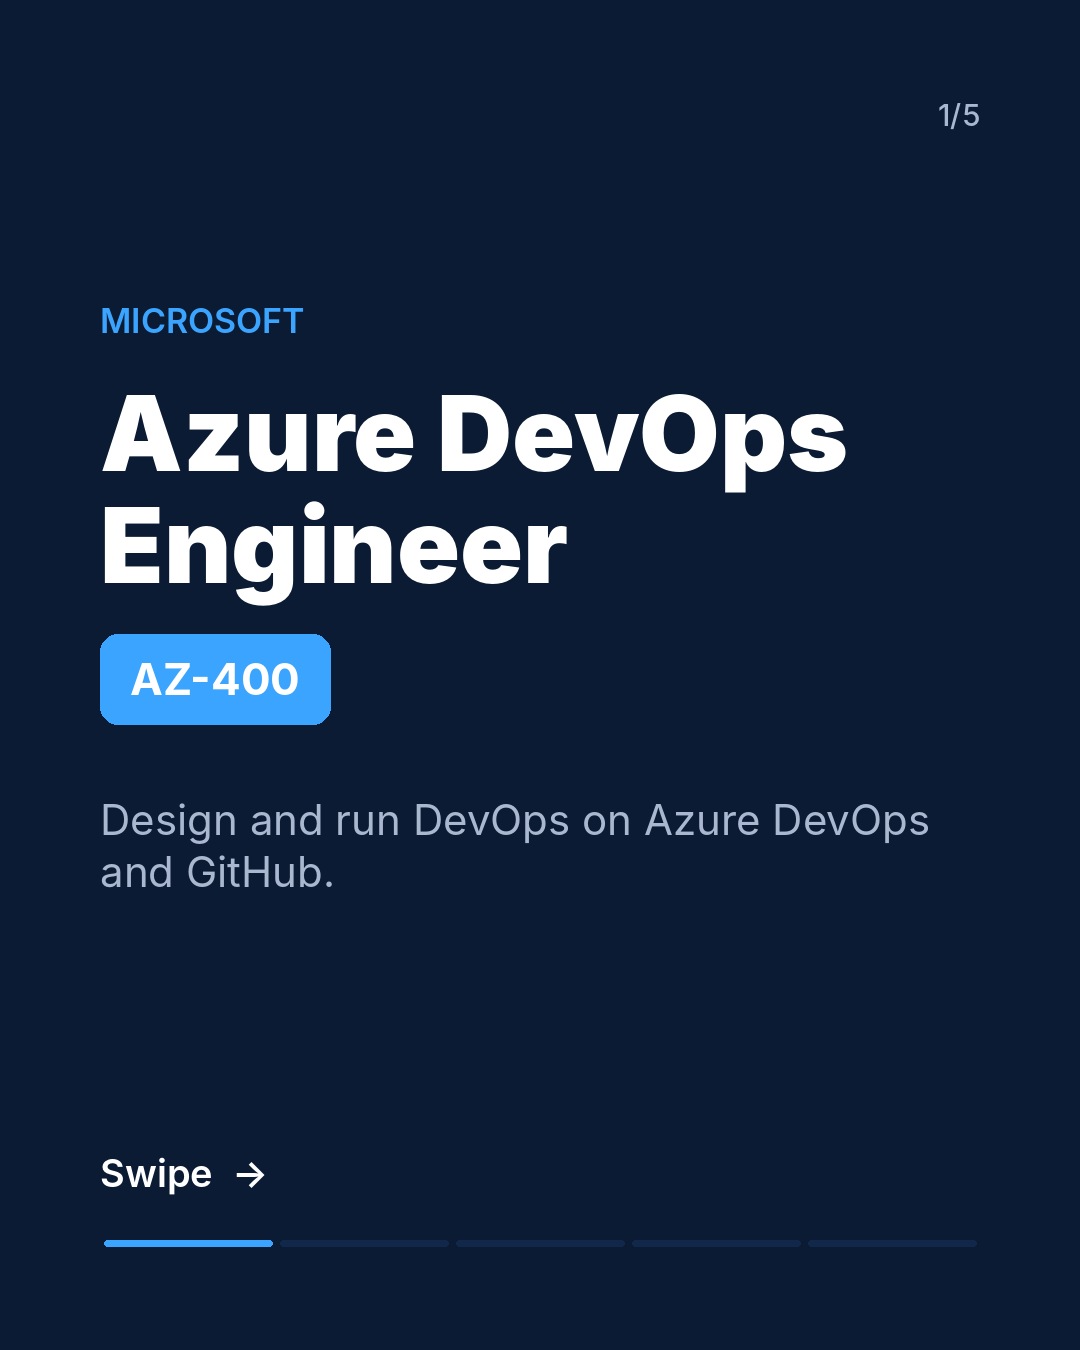 1/5
MICROSOFT
Azure DevOps
Engineer
AZ-400
Design and run DevOps on Azure DevOps
and GitHub.
Swipe →